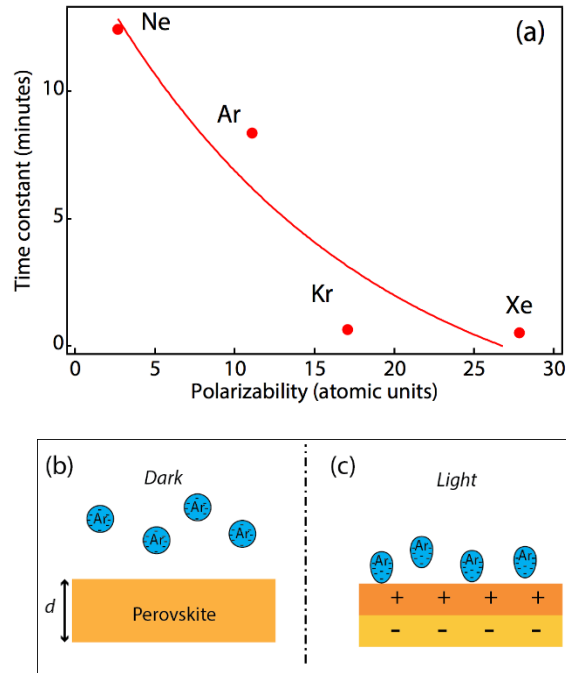 Ne
(a)
10
Ar
Time constant (minutes)
5
Kr
Xe
0
0 5 10 15 20 25 30
Polarizability (atomic units)
(b) Dark
(c) Light
Ar Ar Ar Ar
Ar Ar Ar Ar
d
Perovskite
+ + + +
- - - -